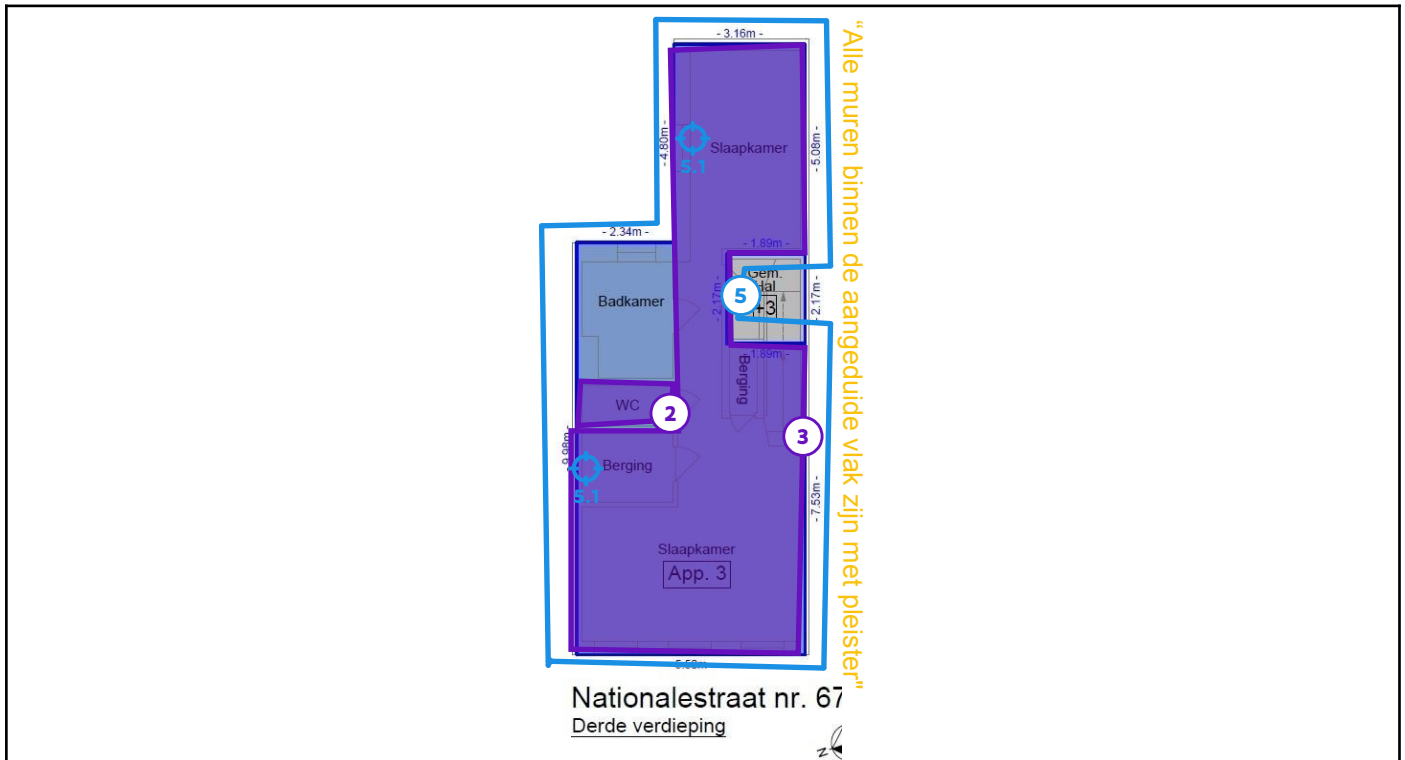 - 3.16m -
"Alle muren binnen de aangeduide vlak zijn met pleister"
- 4.80m -
Slaapkamer
5.1
- 5.08m -
- 2.34m -
- 1.89m -
Badkamer
Gem.
Hal
+3
5
- 2.17m -
- 2.17m -
- 1.89m -
Berging
WC
2
3
- 9.98m -
Berging
5.1
- 7.53m -
Slaapkamer
App. 3
Nationalestraat nr. 67
Derde verdieping
z